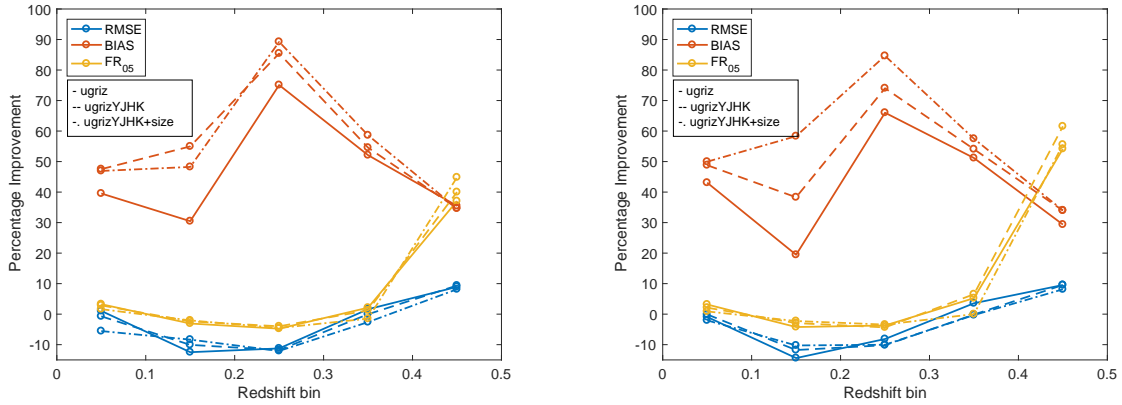 100
90
80
70
60
50
40
30
20
10
0
-10
Percentage Improvement
RMSE
BIAS
FR05
- ugriz
-- ugrizYJHK
-. ugrizYJHK+size
0 0.1 0.2 0.3 0.4 0.5
Redshift bin
100
90
80
70
60
50
40
30
20
10
0
-10
Percentage Improvement
RMSE
BIAS
FR05
- ugriz
-- ugrizYJHK
-. ugrizYJHK+size
0 0.1 0.2 0.3 0.4 0.5
Redshift bin